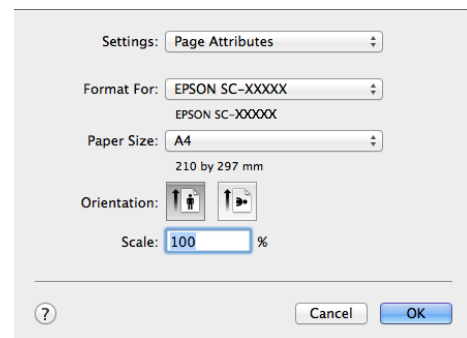 Settings: Page Attributes
Format For: EPSON SC-XXXXX
EPSON SC-XXXXX
Paper Size: A4
210 by 297 mm
Orientation:
Scale: 100 %
? Cancel OK